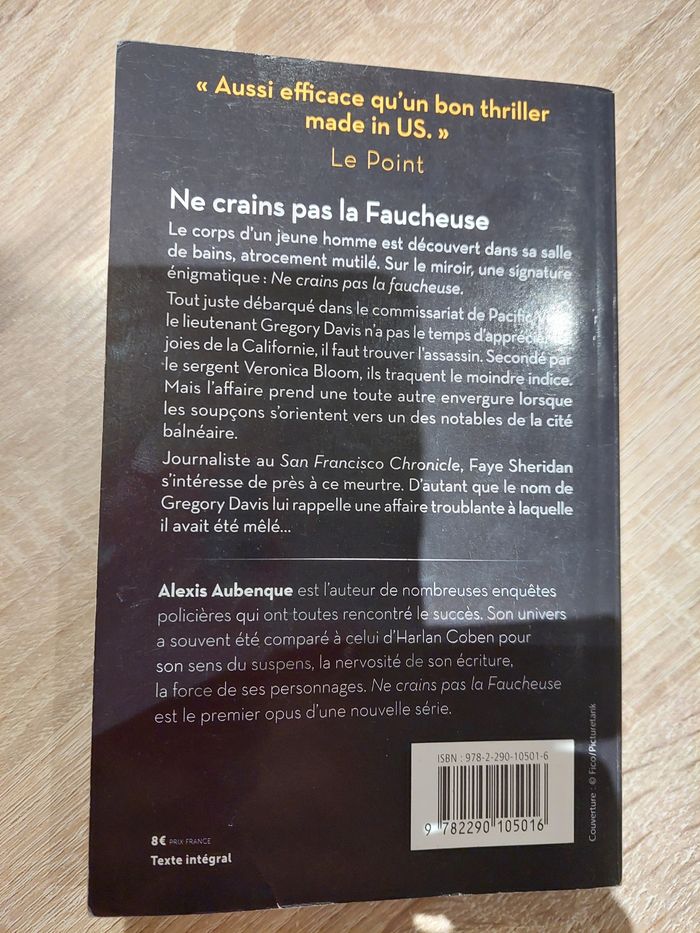 « Aussi efficace qu'un bon thriller
made in US. »
Le Point
Ne crains pas la Faucheuse
Le corps d'un jeune homme est découvert dans sa salle
de bains, atrocement mutilé. Sur le miroir, une signature
énigmatique : Ne crains pas la faucheuse.
Tout juste débarqué dans le commissariat de Pacific
le lieutenant Gregory Davis n'a pas le temps d'apprécier
joies de la Californie, il faut trouver l'assassin. Secondé par
le sergent Veronica Bloom, ils traquent le moindre indice.
Mais l'affaire prend une toute autre envergure lorsque
les soupçons s'orientent vers un des notables de la cité
balnéaire.
Journaliste au San Francisco Chronicle, Faye Sheridan
s'intéresse de près à ce meurtre. D'autant que le nom de
Gregory Davis lui rappelle une affaire troublante à laquelle
il avait été mêlé...
Alexis Aubenque est l'auteur de nombreuses enquêtes
policières qui ont toutes rencontré le succès. Son univers
a souvent été comparé à celui d'Harlan Coben pour
son sens du suspens, la nervosité de son écriture,
la force de ses personnages. Ne crains pas la Faucheuse
est le premier opus d'une nouvelle série.
ISBN : 978-2-290-10501-6
9 782290 105016
8€ PRIX FRANCE
Texte intégral
Couverture : © Fico/Picturetank